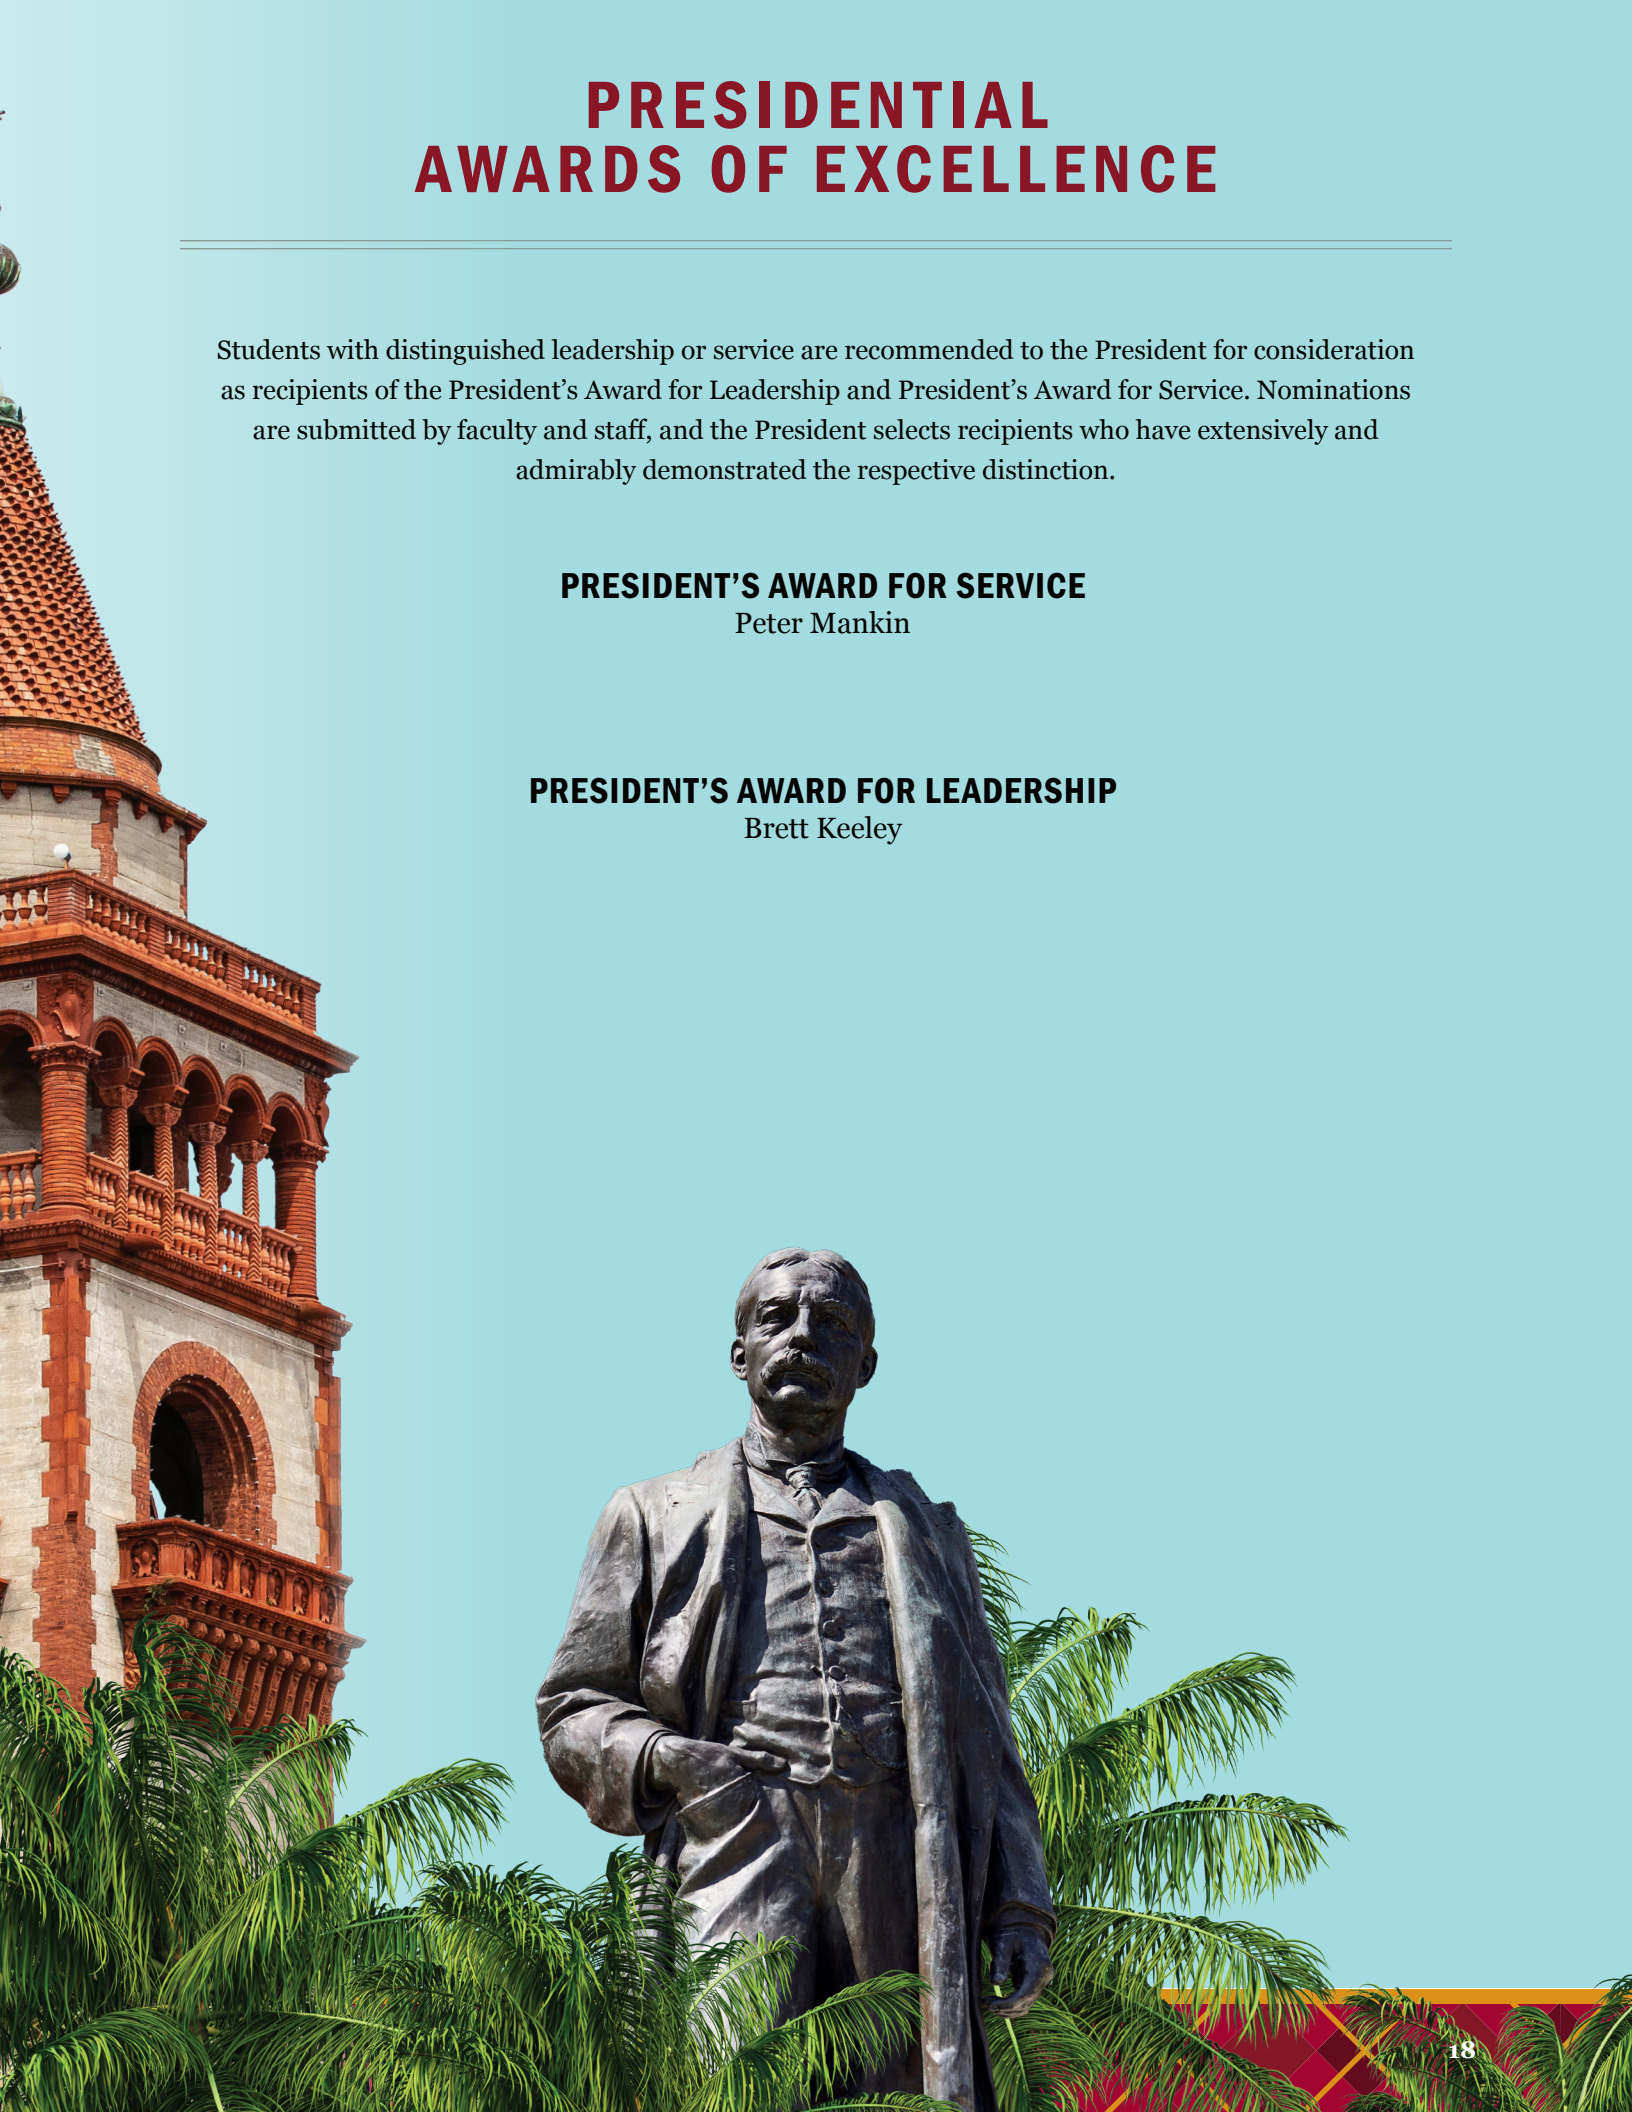 PRESIDENTIAL
AWARDS OF EXCELLENCE
Students with distinguished leadership or service are recommended to the President for consideration
as recipients of the President’s Award for Leadership and President’s Award for Service. Nominations
are submitted by faculty and staff, and the President selects recipients who have extensively and
admirably demonstrated the respective distinction.
PRESIDENT’S AWARD FOR SERVICE
Peter Mankin
PRESIDENT’S AWARD FOR LEADERSHIP
Brett Keeley
18